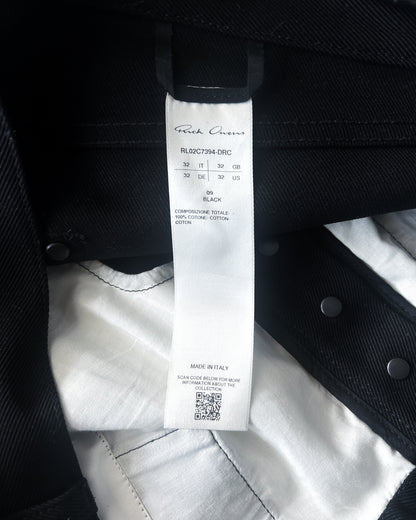 Rick Owens
RL02C7394-DRC
32 IT 32 GB
32 DE 32 US
09
BLACK
COMPOSIZIONE TOTALE:
100% COTONE- COTTON-
COTON
MADE IN ITALY
SCAN CODE BELOW FOR MORE
INFORMATION ABOUT THE
COLLECTION